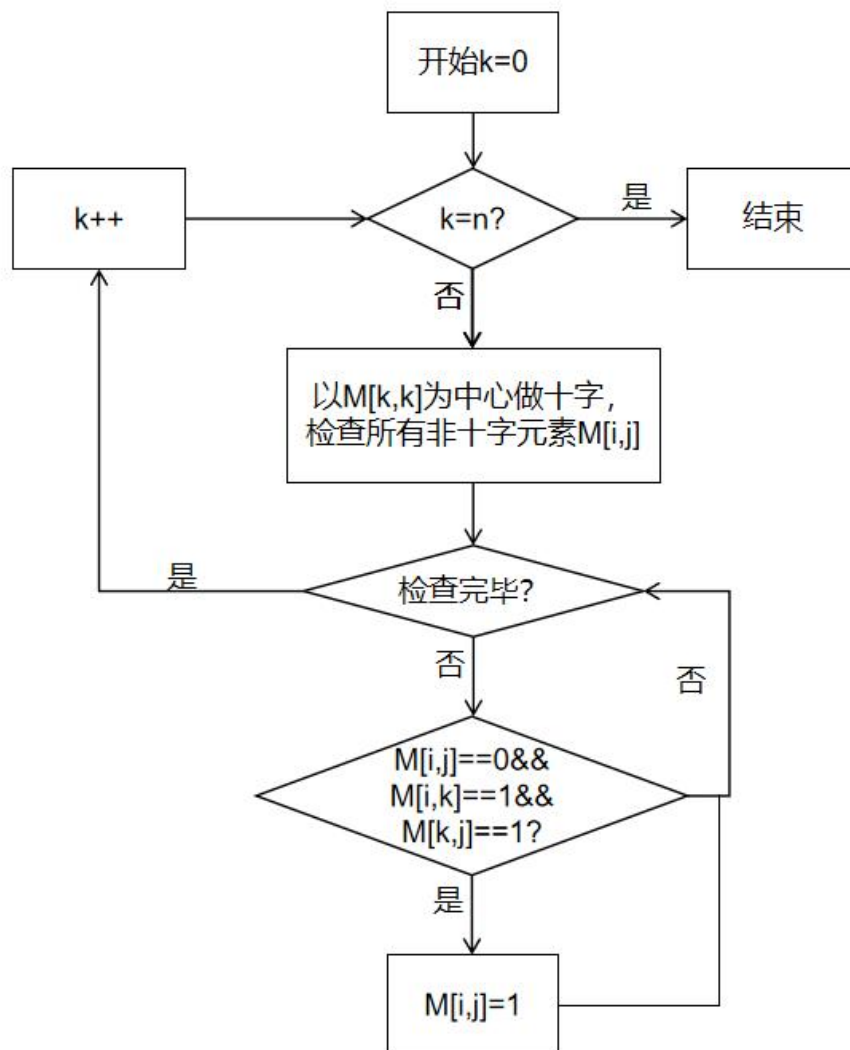 开始k=0
k++
k=n?
是
结束
否
以M[k,k]为中心做十字，
检查所有非十字元素M[i,j]
是
检查完毕?
否
否
M[i,j]==0&&
M[i,k]==1&&
M[k,j]==1?
是
M[i,j]=1